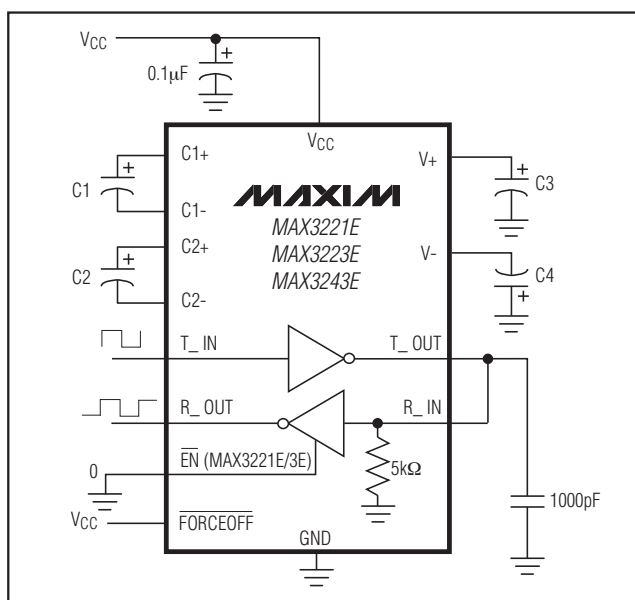 VCC
0.1µF
+
VCC
C1+
V+
C1
+
C3
+
C1-
MAXIM
MAX3221E
MAX3223E
MAX3243E
C2+
V-
C2
+
C4
+
C2-
T_ IN
T_ OUT
R_ OUT
R_ IN
0
EN (MAX3221E/3E)
5kΩ
1000pF
VCC
FORCEOFF
GND